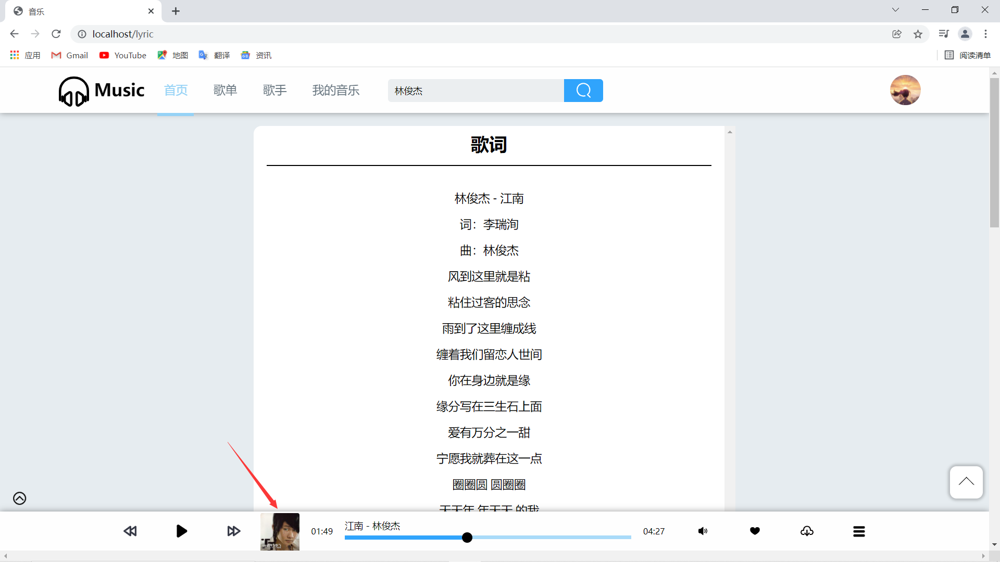 音乐
localhost/lyric
应用 Gmail YouTube 地图 翻译 资讯 阅读清单
Music 首页 歌单 歌手 我的音乐 林俊杰
歌词
林俊杰 - 江南
词：李瑞洵
曲：林俊杰
风到这里就是粘
粘住过客的思念
雨到了这里缠成线
缠着我们留恋人世间
你在身边就是缘
缘分写在三生石上面
爱有万分之一甜
宁愿我就葬在这一点
圈圈圆 圆圈圈
天天年 年天天 的我
江南 - 林俊杰
01:49 04:27